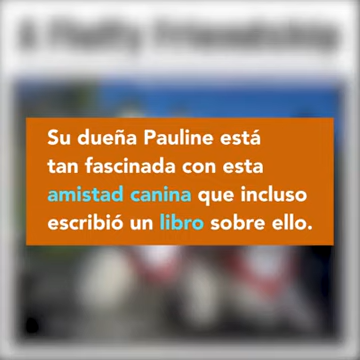 A Fluffy Friendship
Su dueña Pauline está
tan fascinada con esta
amistad canina que incluso
escribió un libro sobre ello.